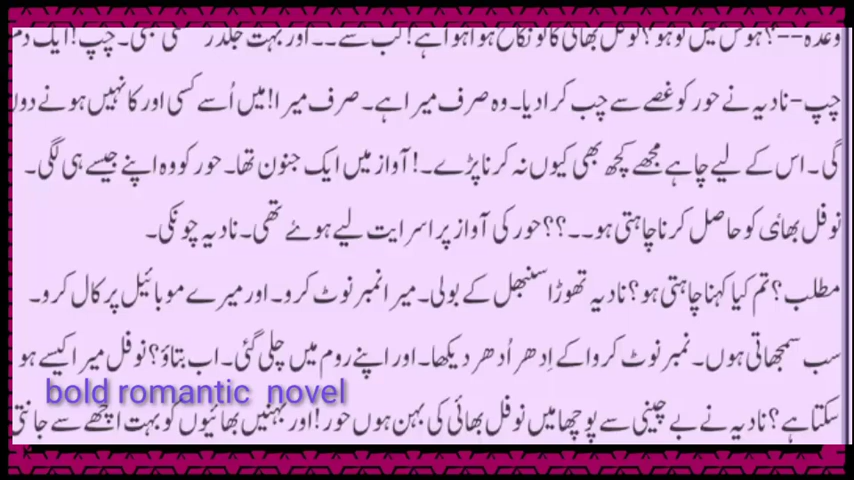 وعدہ--؟ہوش میں تو ہو؟نوفل بھائی کا تو نکاح ہوا ہوا ہے!کب سے۔۔اور بہت جلد بھی۔چپ!ایک دم
چپ-نادیہ نے حور کو غصے سے چپ کرا دیا۔وہ صرف میرا ہے۔صرف میرا!میں اُسے کسی اور کا نہیں ہونے دوں
گی۔اس کے لیے چاہے مجھے کچھ بھی کیوں نہ کرنا پڑے۔!آواز میں ایک جنون تھا۔حور کو وہ اپنے جیسے ہی لگی۔
نوفل بھائی کو حاصل کرنا چاہتی ہو۔۔؟؟حور کی آواز پر اسرایت لیے ہوئے تھی۔نادیہ چونکی۔
مطلب؟تم کیا کہنا چاہتی ہو؟نادیہ تھوڑا سنبھل کے بولی۔میرا نمبر نوٹ کرو۔اور میرے موبائیل پر کال کرو۔
سب سمجھاتی ہوں۔نمبر نوٹ کروا کے اِدھر اُدھر دیکھا۔اور اپنے روم میں چلی گئی۔اب بتاؤ؟نوفل میرا کیسے ہو
bold romantic novel
سکتا ہے؟نادیہ نے بے چینی سے پوچھا میں نوفل بھائی کی بہن ہوں حور!اور بہنیں بھائیوں کو بہت اچھے سے جانتی